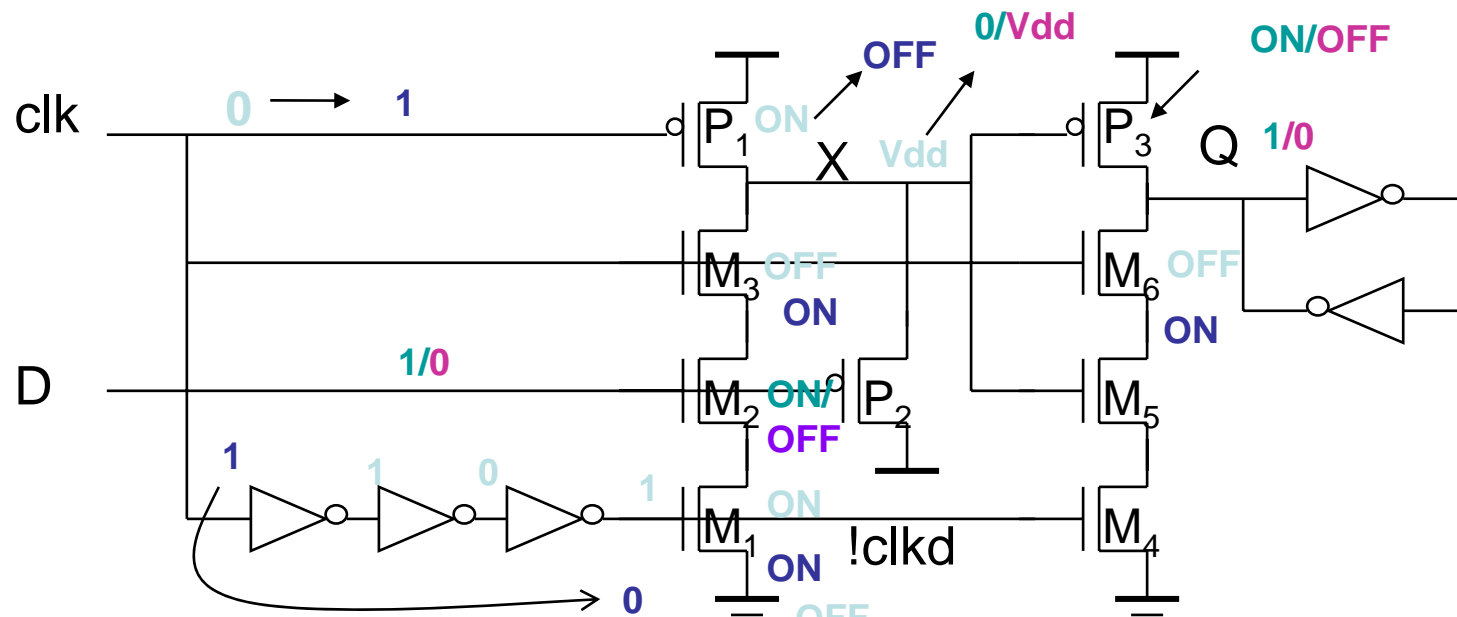 0/Vdd
ON/OFF
OFF
clk
0
1
P1
ON
P3
X
Vdd
Q
1/0
M3
OFF
M6
OFF
ON
ON
D
1/0
M2
ON/
OFF
P2
M5
1
1
0
1
M1
ON
!clkd
M4
ON
0
OFF